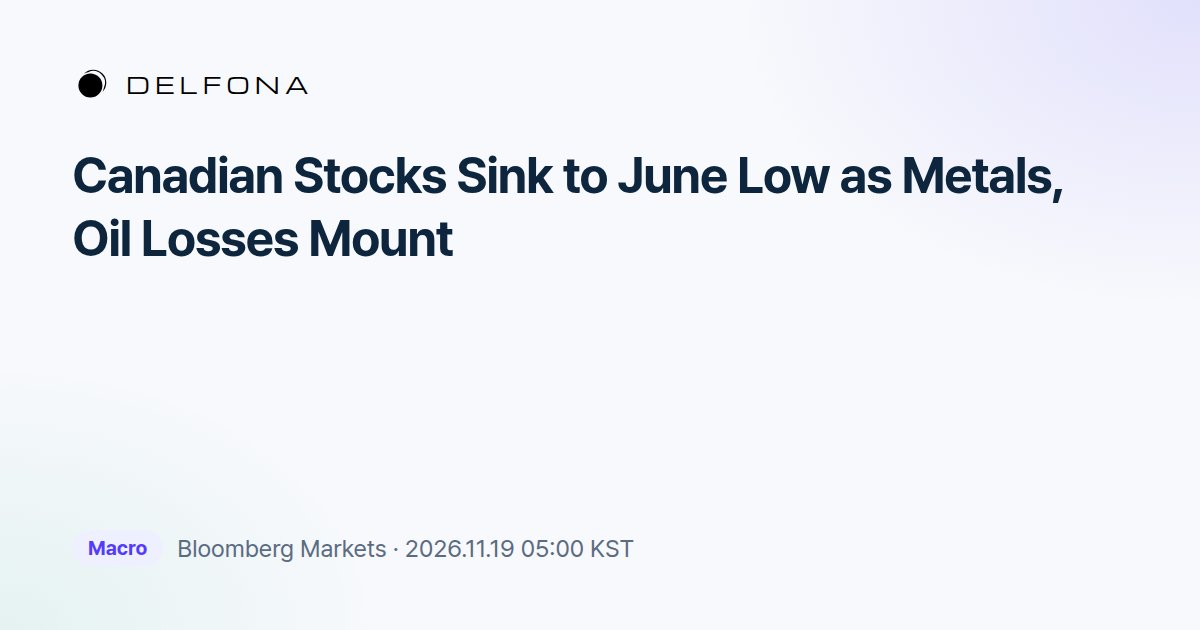 DELFONA
Canadian Stocks Sink to June Low as Metals,
Oil Losses Mount
Macro Bloomberg Markets · 2026.11.19 05:00 KST